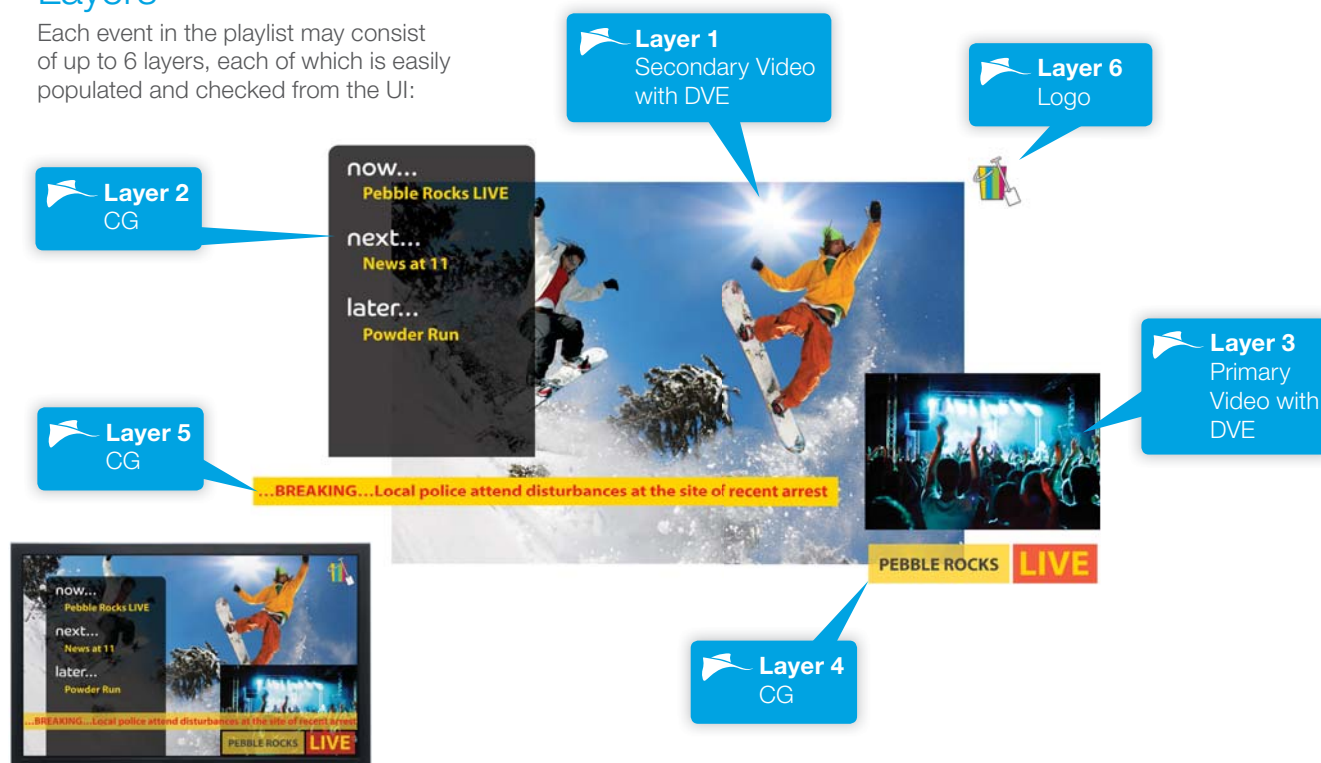 Layers
Each event in the playlist may consist
of up to 6 layers, each of which is easily
populated and checked from the UI:
Layer 1
Secondary Video
with DVE
Layer 6
Logo
Layer 2
CG
now...
Pebble Rocks LIVE
next...
News at 11
later...
Powder Run
Layer 3
Primary
Video with
DVE
Layer 5
CG
...BREAKING...Local police attend disturbances at the site of recent arrest
PEBBLE ROCKS LIVE
Layer 4
CG
now...
Pebble Rocks LIVE
next...
News at 11
later...
Powder Run
...BREAKING...Local police attend disturbances at the site of recent arrest
PEBBLE ROCKS LIVE